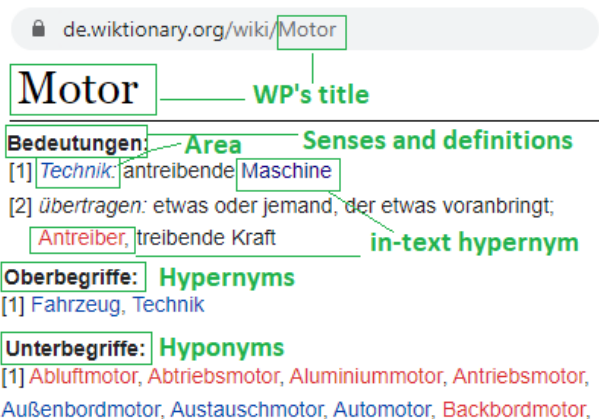 de.wiktionary.org/wiki/Motor
Motor
WP's title
Bedeutungen:
Area
Senses and definitions
[1] Technik: antreibende Maschine
[2] übertragen: etwas oder jemand, der etwas voranbringt;
Antreiber, treibende Kraft
in-text hypernym
Oberbegriffe: Hypernyms
[1] Fahrzeug, Technik
Unterbegriffe: Hyponyms
[1] Abluftmotor, Abtriebsmotor, Aluminiummotor, Antriebsmotor,
Außenbordmotor, Austauschmotor, Automotor, Backbordmotor,